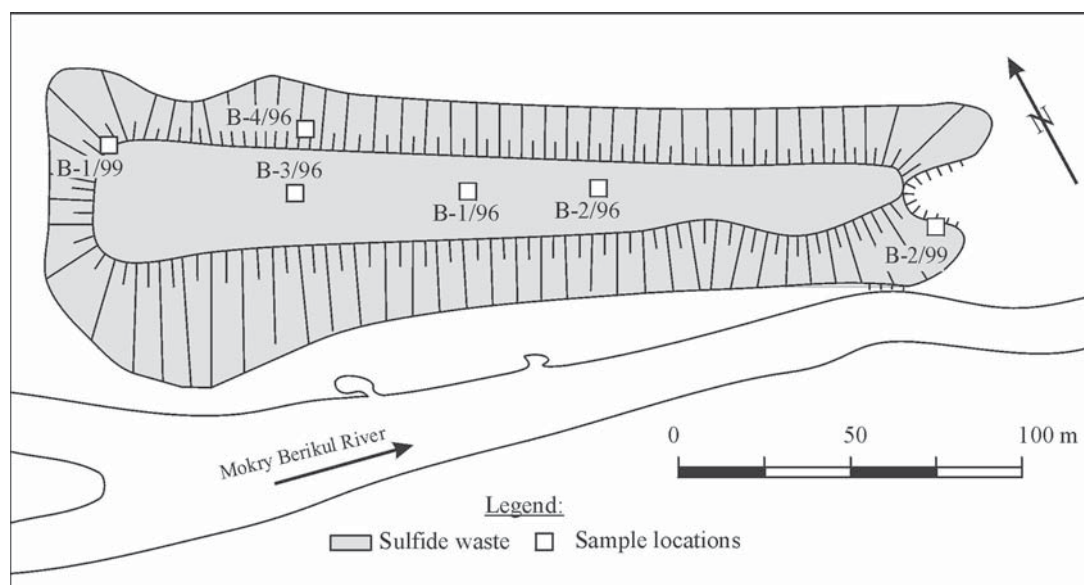 N
B-4/96
B-1/99
B-3/96
B-1/96
B-2/96
B-2/99
0 50 100 m
Mokry Berikul River
Legend:
Sulfide waste
Sample locations